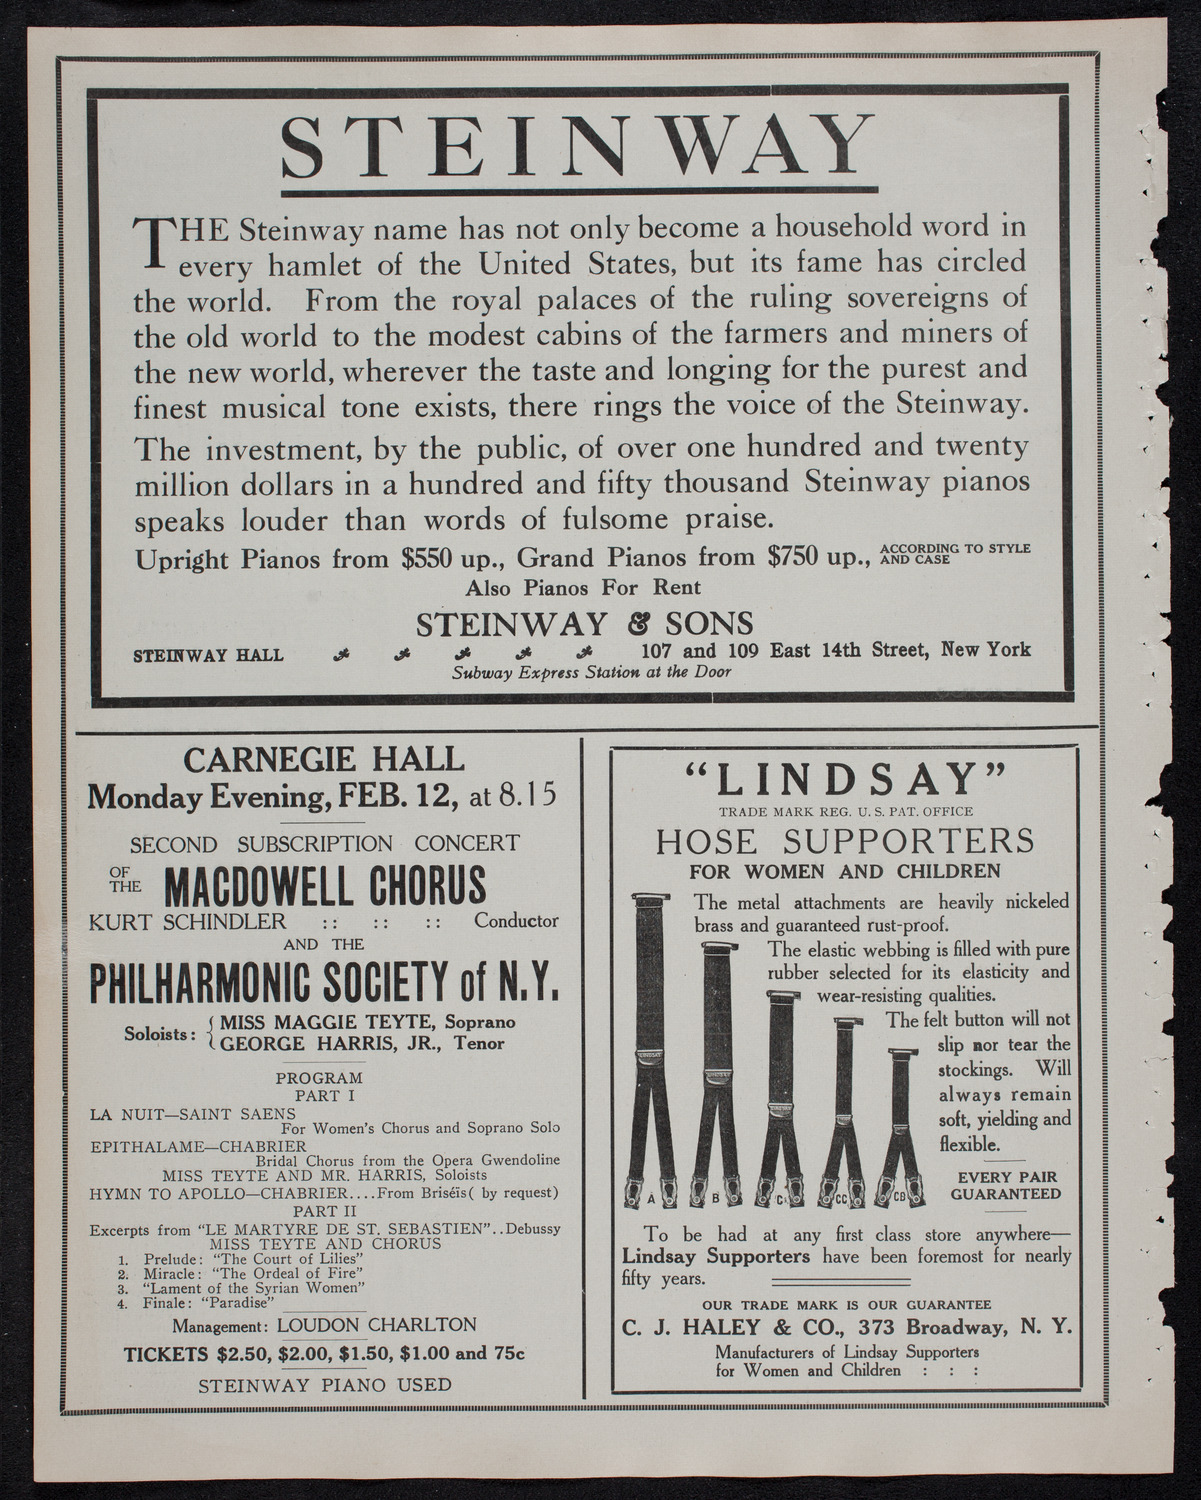 STEINWAY
THE Steinway name has not only become a household word in
every hamlet of the United States, but its fame has circled
the world. From the royal palaces of the ruling sovereigns of
the old world to the modest cabins of the farmers and miners of
the new world, wherever the taste and longing for the purest and
finest musical tone exists, there rings the voice of the Steinway.
The investment, by the public, of over one hundred and twenty
million dollars in a hundred and fifty thousand Steinway pianos
speaks louder than words of fulsome praise.
Upright Pianos from $550 up., Grand Pianos from $750 up., ACCORDING TO STYLE
AND CASE
Also Pianos For Rent
STEINWAY & SONS
STEINWAY HALL 107 and 109 East 14th Street, New York
Subway Express Station at the Door
CARNEGIE HALL
Monday Evening, FEB. 12, at 8.15
SECOND SUBSCRIPTION CONCERT
OF THE MACDOWELL CHORUS
KURT SCHINDLER :: :: :: Conductor
AND THE
PHILHARMONIC SOCIETY of N.Y.
Soloists: { MISS MAGGIE TEYTE, Soprano
GEORGE HARRIS, JR., Tenor
PROGRAM
PART I
LA NUIT—SAINT SAENS
For Women's Chorus and Soprano Solo
EPITHALAME—CHABRIER
Bridal Chorus from the Opera Gwendoline
MISS TEYTE AND MR. HARRIS, Soloists
HYMN TO APOLLO—CHABRIER....From Briséis( by request)
PART II
Excerpts from "LE MARTYRE DE ST. SEBASTIEN"..Debussy
MISS TEYTE AND CHORUS
1. Prelude: "The Court of Lilies"
2. Miracle: "The Ordeal of Fire"
3. "Lament of the Syrian Women"
4. Finale: "Paradise"
Management: LOUDON CHARLTON
TICKETS $2.50, $2.00, $1.50, $1.00 and 75c
STEINWAY PIANO USED
"LINDSAY"
TRADE MARK REG. U. S. PAT. OFFICE
HOSE SUPPORTERS
FOR WOMEN AND CHILDREN
The metal attachments are heavily nickeled
brass and guaranteed rust-proof.
The elastic webbing is filled with pure
rubber selected for its elasticity and
wear-resisting qualities.
The felt button will not
slip nor tear the
stockings. Will
always remain
soft, yielding and
flexible.
EVERY PAIR
GUARANTEED
LINDSAY LINDSAY LINDSAY
A B C CC CB
To be had at any first class store anywhere—
Lindsay Supporters have been foremost for nearly
fifty years.
OUR TRADE MARK IS OUR GUARANTEE
C. J. HALEY & CO., 373 Broadway, N. Y.
Manufacturers of Lindsay Supporters
for Women and Children : : :